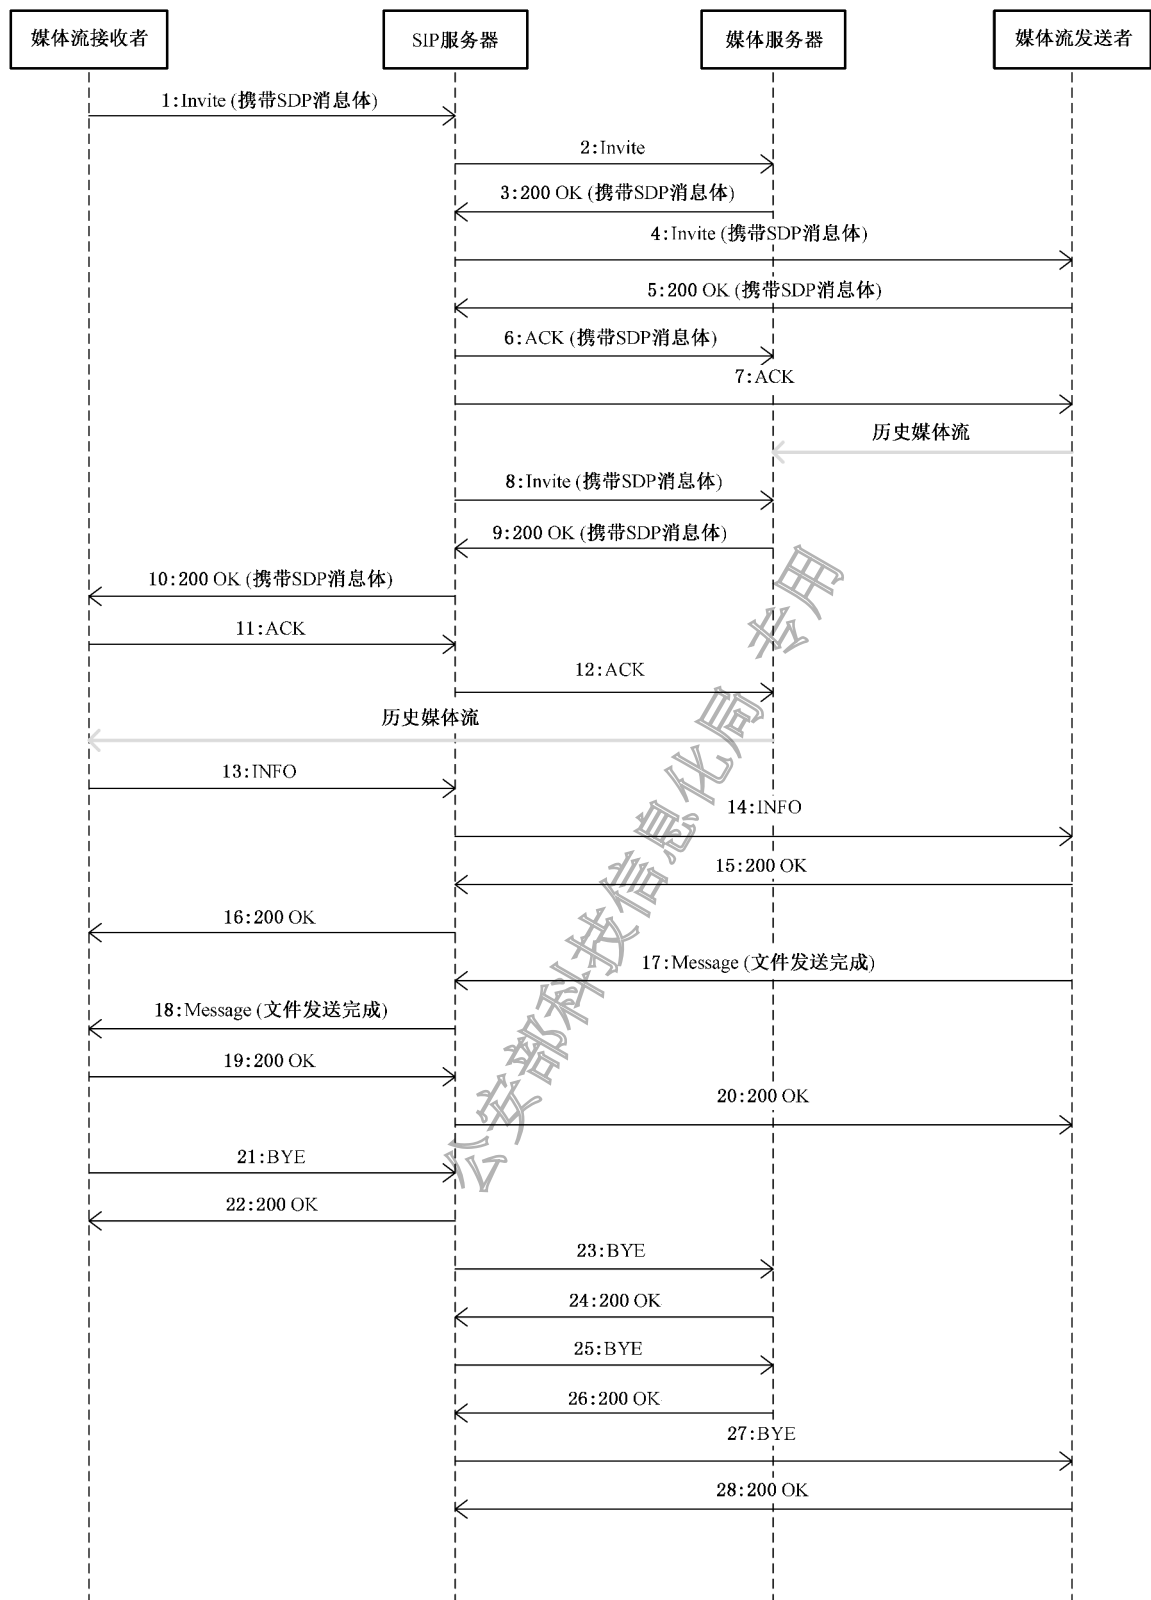 媒体流接收者
SIP服务器
媒体服务器
媒体流发送者
1:Invite (携带SDP消息体)
2:Invite
3:200 OK (携带SDP消息体)
4:Invite (携带SDP消息体)
5:200 OK (携带SDP消息体)
6:ACK (携带SDP消息体)
7:ACK
历史媒体流
8:Invite (携带SDP消息体)
9:200 OK (携带SDP消息体)
10:200 OK (携带SDP消息体)
11:ACK
12:ACK
历史媒体流
13:INFO
14:INFO
15:200 OK
16:200 OK
17:Message (文件发送完成)
18:Message (文件发送完成)
19:200 OK
20:200 OK
21:BYE
22:200 OK
23:BYE
24:200 OK
25:BYE
26:200 OK
27:BYE
28:200 OK
公安部科技信息化局 专用